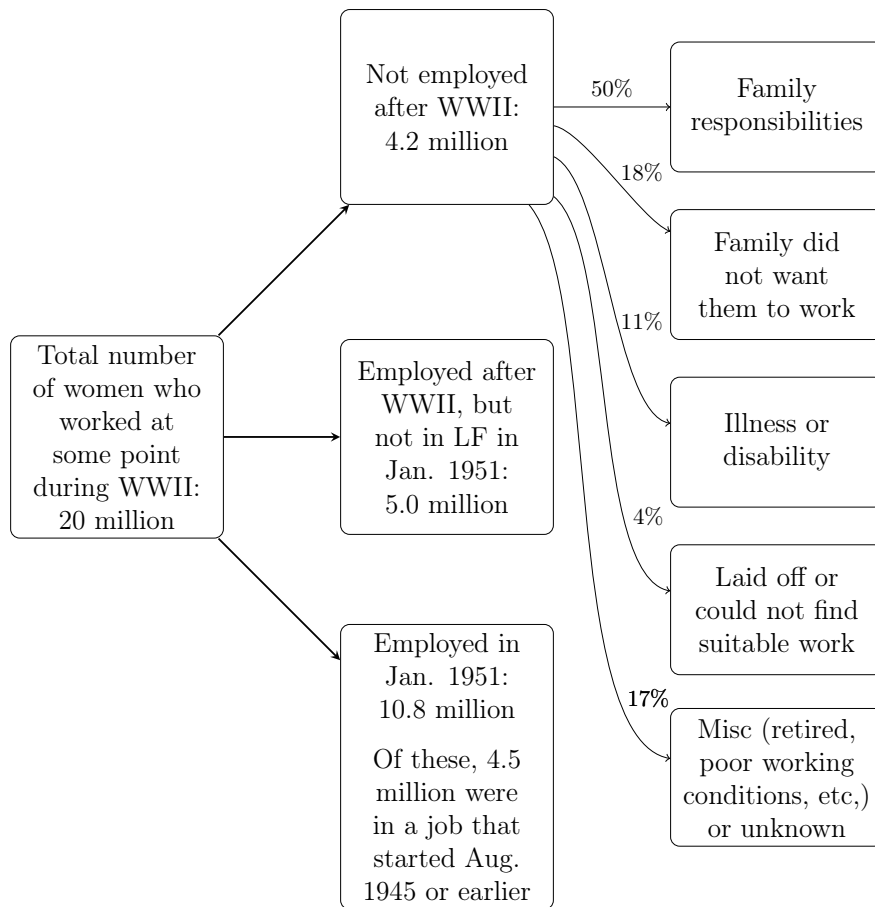 Total number
of women who
worked at
some point
during WWII:
20 million
Not employed
after WWII:
4.2 million
Employed after
WWII, but
not in LF in
Jan. 1951:
5.0 million
Employed in
Jan. 1951:
10.8 million
Of these, 4.5
million were
in a job that
started Aug.
1945 or earlier
50%
18%
11%
4%
17%
Family
responsibilities
Family did
not want
them to work
Illness or
disability
Laid off or
could not find
suitable work
Misc (retired,
poor working
conditions, etc,)
or unknown